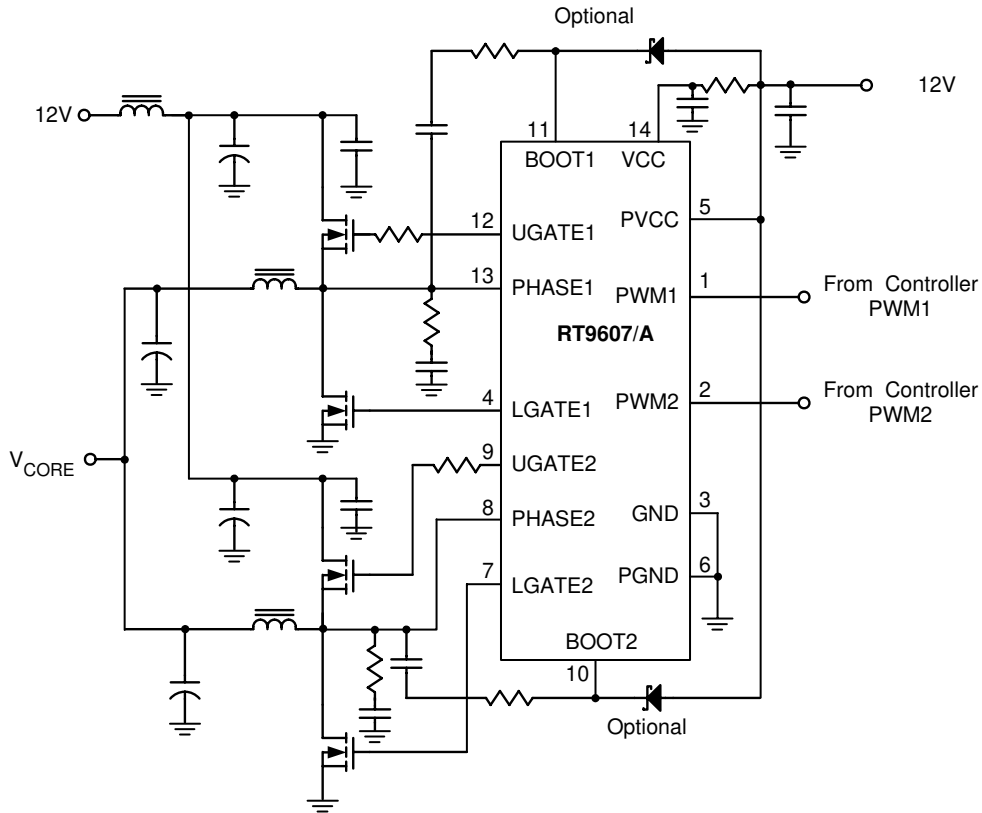 Optional
12V
12V
11
14
BOOT1
VCC
12
UGATE1
PVCC
5
13
PHASE1
PWM1
1
From Controller
PWM1
RT9607/A
4
LGATE1
PWM2
2
From Controller
PWM2
VCORE
9
UGATE2
8
PHASE2
GND
3
7
LGATE2
PGND
6
BOOT2
10
Optional